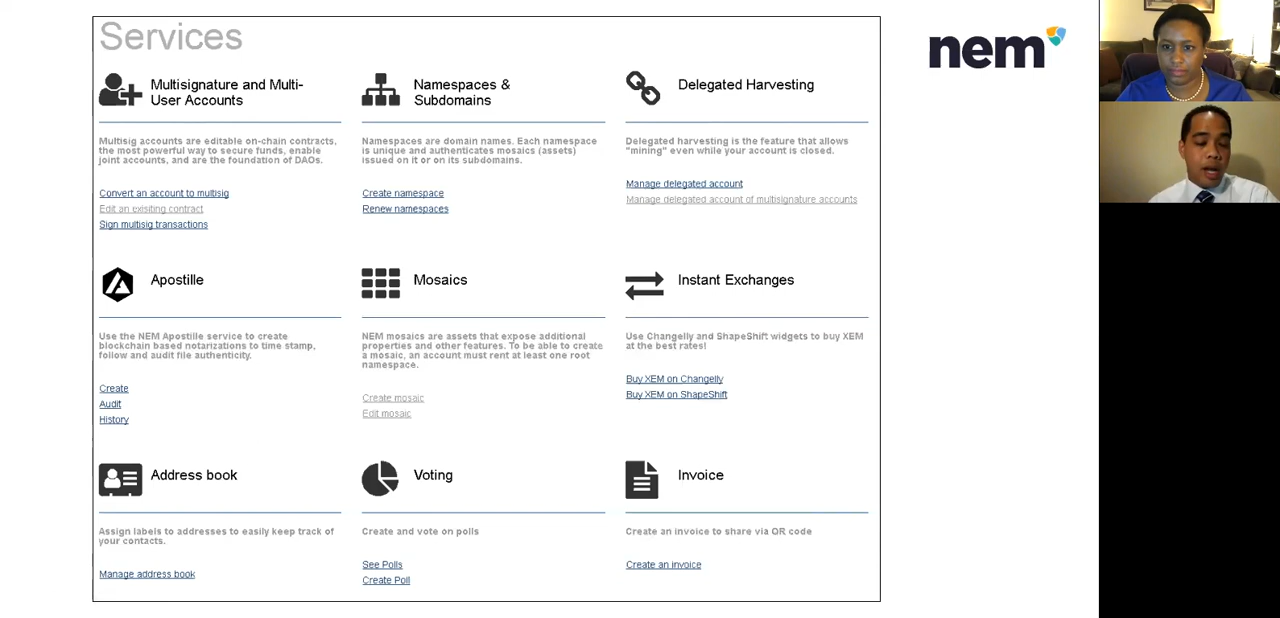 Services
nem
Multisignature and Multi-
User Accounts
Multisig accounts are editable on-chain contracts,
the most powerful way to secure funds, enable
joint accounts, and are the foundation of DAOs.
Convert an account to multisig
Edit an exisiting contract
Sign multisig transactions
Namespaces &
Subdomains
Namespaces are domain names. Each namespace
is unique and authenticates mosaics (assets)
issued on it or on its subdomains.
Create namespace
Renew namespaces
Delegated Harvesting
Delegated harvesting is the feature that allows
"mining" even while your account is closed.
Manage delegated account
Manage delegated account of multisignature accounts
Apostille
Use the NEM Apostille service to create
blockchain based notarizations to time stamp,
follow and audit file authenticity.
Create
Audit
History
Mosaics
NEM mosaics are assets that expose additional
properties and other features. To be able to create
a mosaic, an account must rent at least one root
namespace.
Create mosaic
Edit mosaic
Instant Exchanges
Use Changelly and ShapeShift widgets to buy XEM
at the best rates!
Buy XEM on Changelly
Buy XEM on ShapeShift
Address book
Assign labels to addresses to easily keep track of
your contacts.
Manage address book
Voting
Create and vote on polls
See Polls
Create Poll
Invoice
Create an invoice to share via QR code
Create an invoice